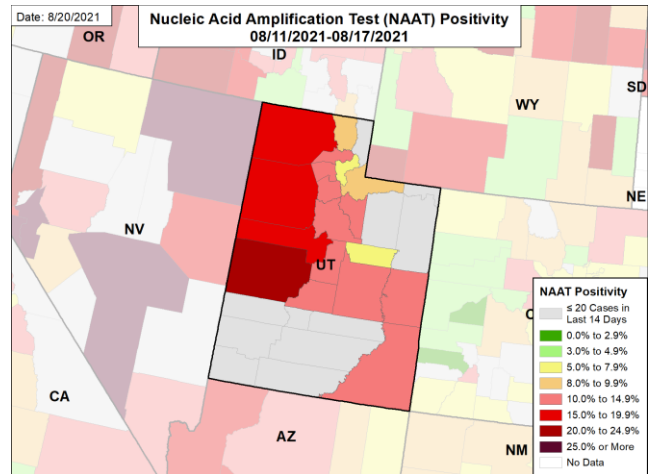 Date: 8/20/2021
Nucleic Acid Amplification Test (NAAT) Positivity
08/11/2021-08/17/2021
OR
ID
SD
WY
NE
NV
UT
CA
AZ
NM
C
NAAT Positivity
≤ 20 Cases in
Last 14 Days
0.0% to 2.9%
3.0% to 4.9%
5.0% to 7.9%
8.0% to 9.9%
10.0% to 14.9%
15.0% to 19.9%
20.0% to 24.9%
25.0% or More
No Data